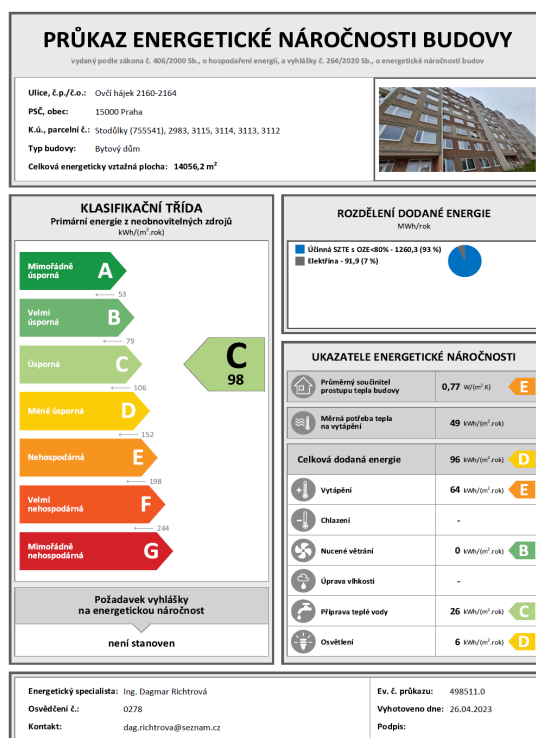 PRŮKAZ ENERGETICKÉ NÁROČNOSTI BUDOVY
vydaný podle zákona č. 406/2000 Sb., o hospodaření energií, a vyhlášky č. 264/2020 Sb., o energetické náročnosti budov
Ulice, č.p./č.o.: Ovčí hájek 2160-2164
PSČ, obec: 15000 Praha
K.ú., parcelní č.: Stodůlky (755541), 2983, 3115, 3114, 3113, 3112
Typ budovy: Bytový dům
Celková energeticky vztažná plocha: 14056,2 m²
KLASIFIKAČNÍ TŘÍDA
Primární energie z neobnovitelných zdrojů
kWh/(m².rok)
Mimořádně
úsporná A
53
Velmi
úsporná B
79
Úsporná C
C
98
106
Méně úsporná D
152
Nehospodárná E
198
Velmi
nehospodárná F
244
Mimořádně
nehospodárná G
Požadavek vyhlášky
na energetickou náročnost
není stanoven
ROZDĚLENÍ DODANÉ ENERGIE
MWh/rok
Účinná SZTE s OZE<80% - 1260,3 (93 %)
Elektřina - 91,9 (7 %)
UKAZATELE ENERGETICKÉ NÁROČNOSTI
Průměrný součinitel
prostupu tepla budovy 0,77 W/(m².K) E
Měrná potřeba tepla
na vytápění 49 kWh/(m².rok)
Celková dodaná energie 96 kWh/(m².rok) D
Vytápění 64 kWh/(m².rok) E
Chlazení -
Nucené větrání 0 kWh/(m².rok) B
Úprava vlhkosti -
Příprava teplé vody 26 kWh/(m².rok) C
Osvětlení 6 kWh/(m².rok) D
Energetický specialista: Ing. Dagmar Richtrová
Osvědčení č.: 0278
Kontakt: dag.richtrova@seznam.cz
Ev. č. průkazu: 498511.0
Vyhotoveno dne: 26.04.2023
Podpis: